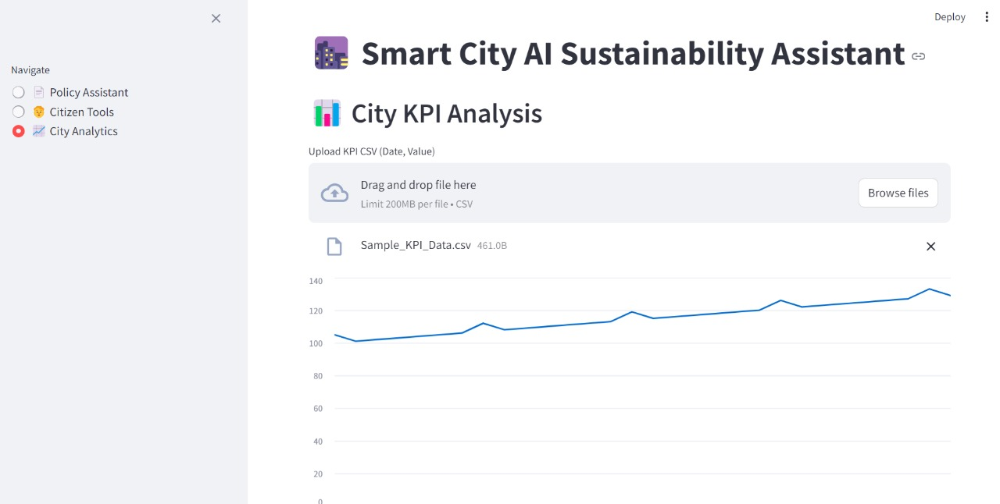 Deploy
Navigate
Policy Assistant
Citizen Tools
City Analytics
Smart City AI Sustainability Assistant
City KPI Analysis
Upload KPI CSV (Date, Value)
Drag and drop file here
Limit 200MB per file • CSV
Browse files
Sample_KPI_Data.csv 461.0B
140
120
100
80
60
40
20
0